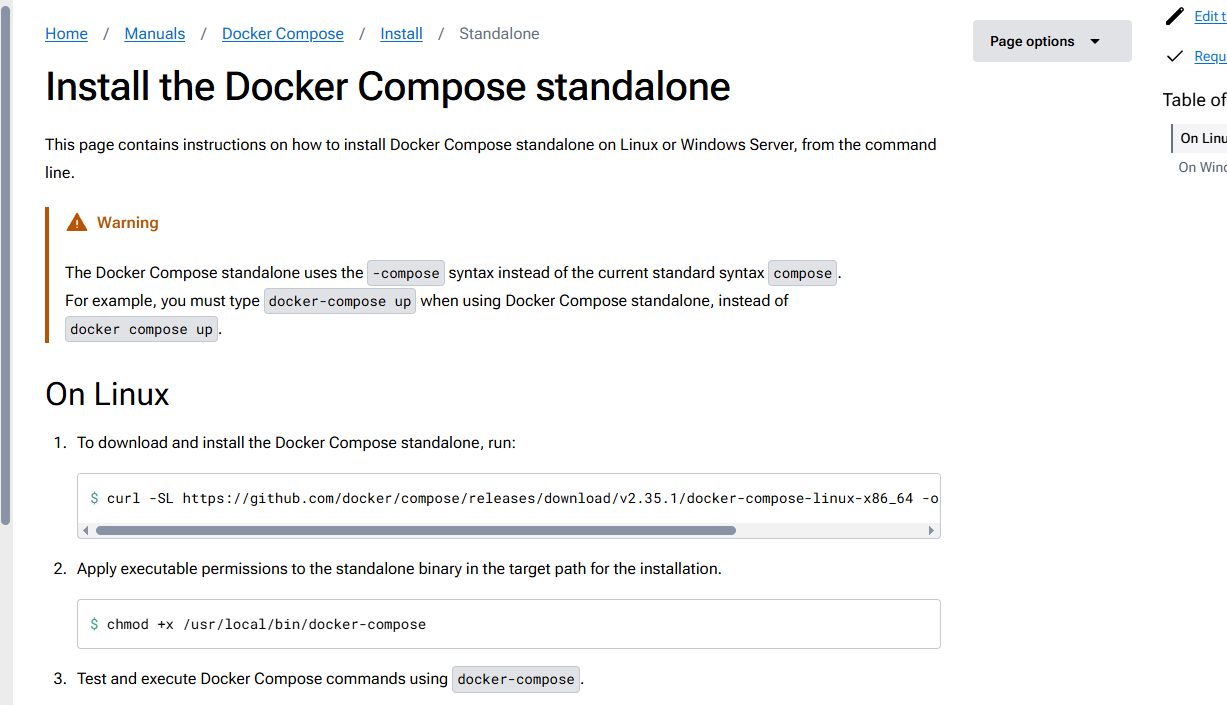 Home / Manuals / Docker Compose / Install / Standalone
Page options
Edit t
Requ
Install the Docker Compose standalone
Table of
On Linu
On Wind
This page contains instructions on how to install Docker Compose standalone on Linux or Windows Server, from the command
line.
Warning
The Docker Compose standalone uses the -compose syntax instead of the current standard syntax compose.
For example, you must type docker-compose up when using Docker Compose standalone, instead of
docker compose up.
On Linux
1. To download and install the Docker Compose standalone, run:
$ curl -SL https://github.com/docker/compose/releases/download/v2.35.1/docker-compose-linux-x86_64 -o
2. Apply executable permissions to the standalone binary in the target path for the installation.
$ chmod +x /usr/local/bin/docker-compose
3. Test and execute Docker Compose commands using docker-compose.